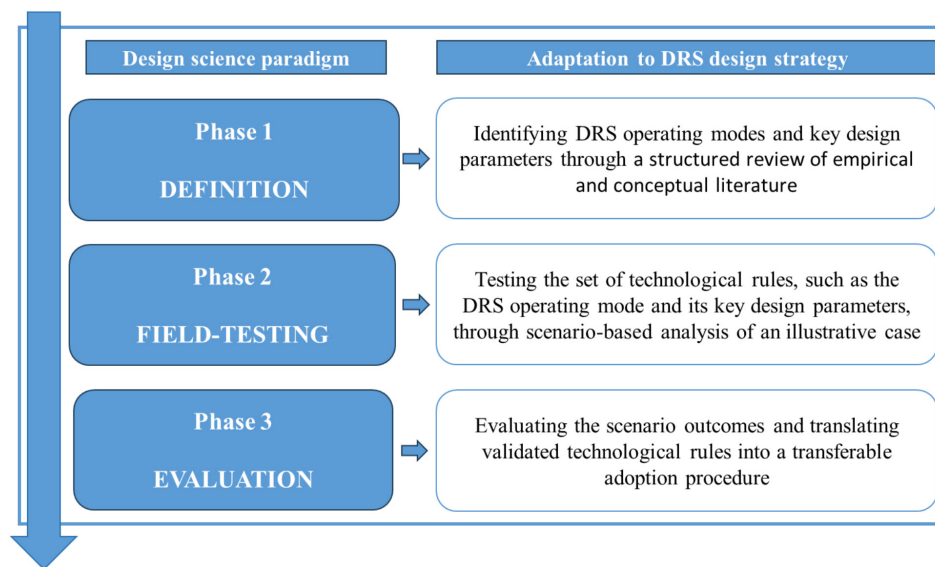 Design science paradigm
Adaptation to DRS design strategy
Phase 1
DEFINITION
Identifying DRS operating modes and key design
parameters through a structured review of empirical
and conceptual literature
Phase 2
FIELD-TESTING
Testing the set of technological rules, such as the
DRS operating mode and its key design parameters,
through scenario-based analysis of an illustrative case
Phase 3
EVALUATION
Evaluating the scenario outcomes and translating
validated technological rules into a transferable
adoption procedure